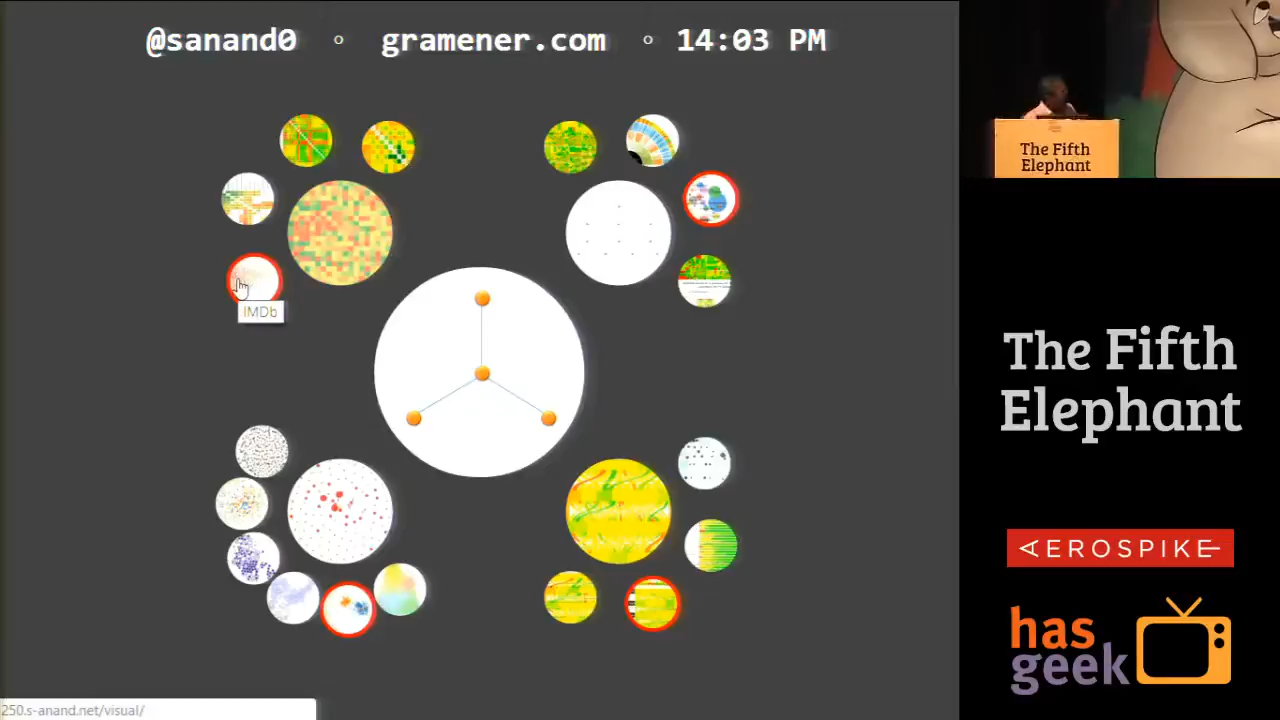 @sanand0 ◦ gramener.com ◦ 14:03 PM
IMDb
250.s-anand.net/visual/
The Fifth
Elephant
The Fifth
Elephant
AEROSPIKE
has
geek